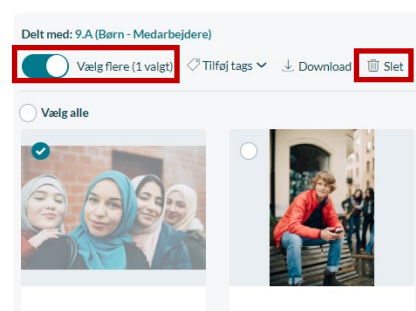 Delt med: 9.A (Børn - Medarbejdere)
Vælg flere (1 valgt) Tilføj tags Download Slet
Vælg alle